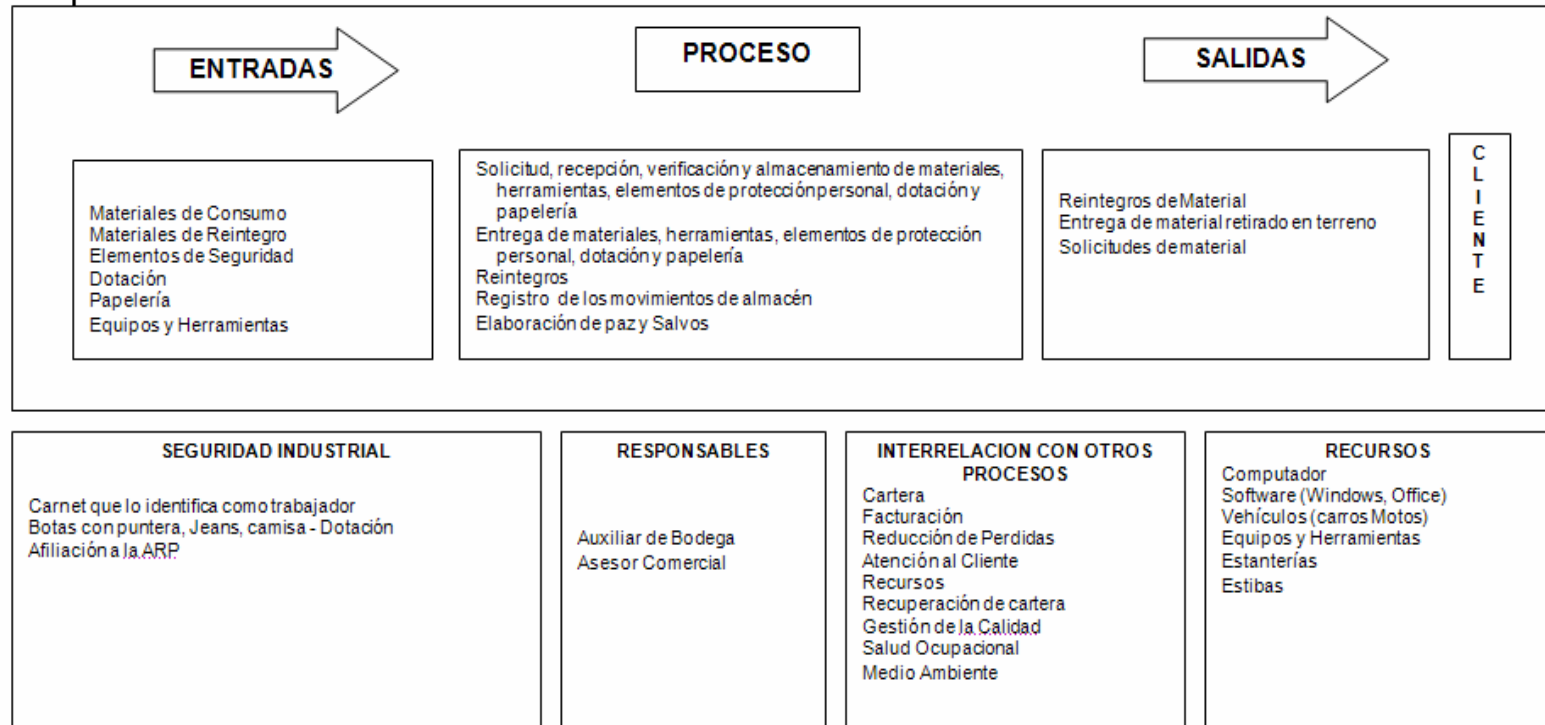 ENTRADAS
PROCESO
SALIDAS
Materiales de Consumo
Materiales de Reintegro
Elementos de Seguridad
Dotación
Papelería
Equipos y Herramientas
Solicitud, recepción, verificación y almacenamiento de materiales,
herramientas, elementos de protección personal, dotación y
papelería
Entrega de materiales, herramientas, elementos de protección
personal, dotación y papelería
Reintegros
Registro de los movimientos de almacén
Elaboración de paz y Salvos
Reintegros de Material
Entrega de material retirado en terreno
Solicitudes de material
C
L
I
E
N
T
E
SEGURIDAD INDUSTRIAL
Carnet que lo identifica como trabajador
Botas con puntera, Jeans, camisa - Dotación
Afiliación a la ARP
RESPONSABLES
Auxiliar de Bodega
Asesor Comercial
INTERRELACION CON OTROS
PROCESOS
Cartera
Facturación
Reducción de Perdidas
Atención al Cliente
Recursos
Recuperación de cartera
Gestión de la Calidad
Salud Ocupacional
Medio Ambiente
RECURSOS
Computador
Software (Windows, Office)
Vehículos (carros Motos)
Equipos y Herramientas
Estanterías
Estibas